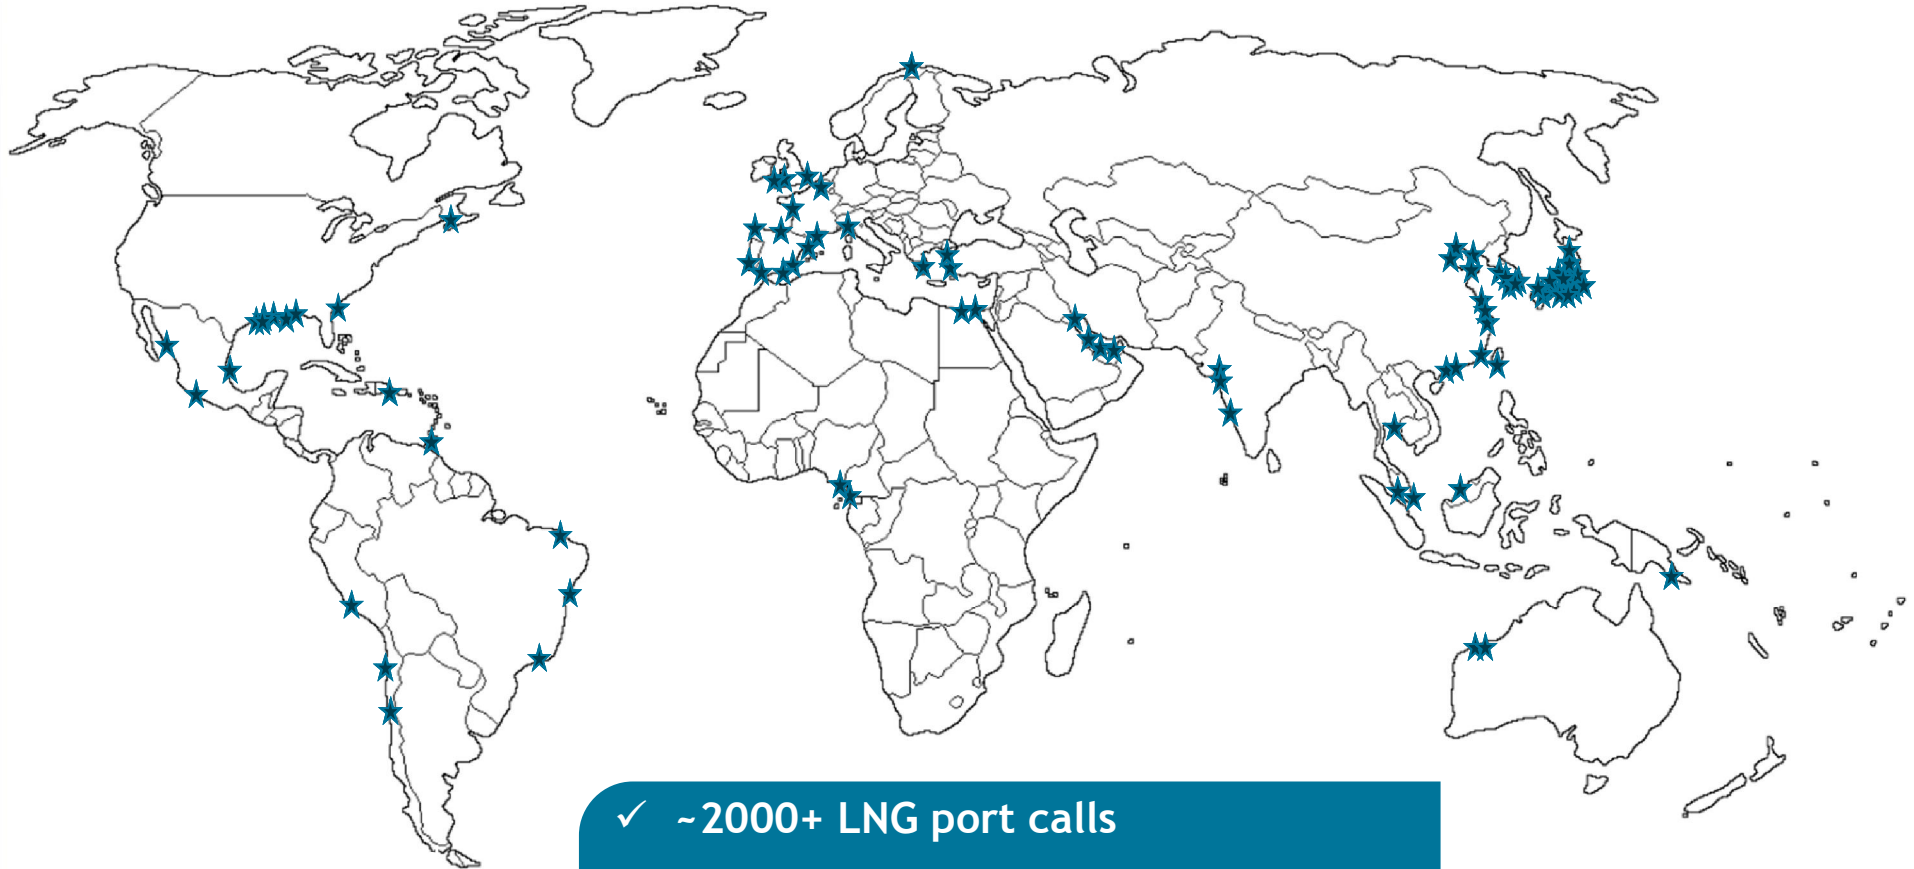 ✓ ~2000+ LNG port calls